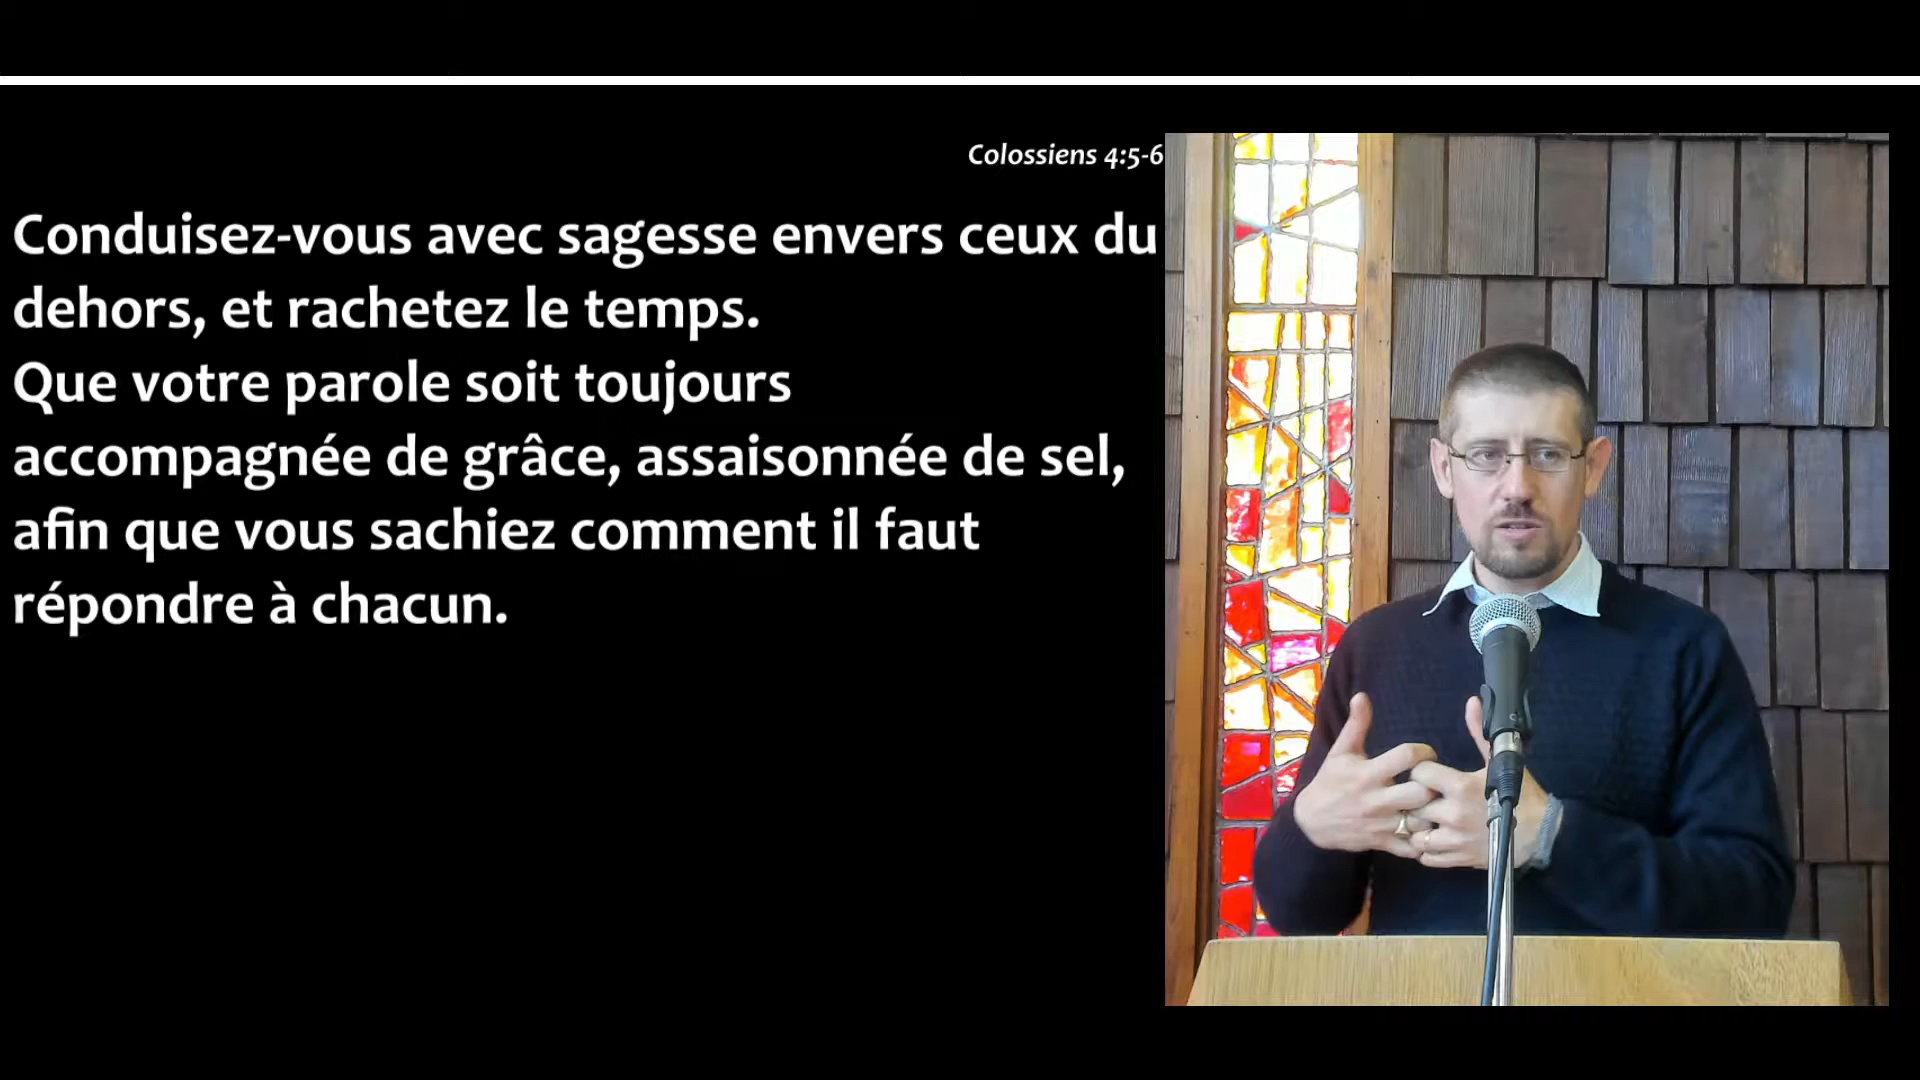 Colossiens 4:5-6
Conduisez-vous avec sagesse envers ceux du
dehors, et rachetez le temps.
Que votre parole soit toujours
accompagnée de grâce, assaisonnée de sel,
afin que vous sachiez comment il faut
répondre à chacun.